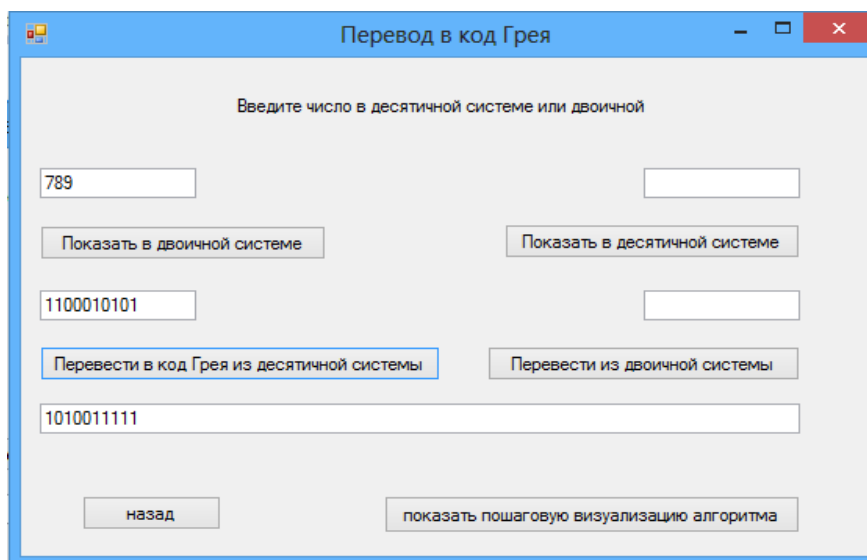 Перевод в код Грея
Введите число в десятичной системе или двоичной
789
Показать в двоичной системе
Показать в десятичной системе
1100010101
Перевести в код Грея из десятичной системы
Перевести из двоичной системы
1010011111
назад
показать пошаговую визуализацию алгоритма